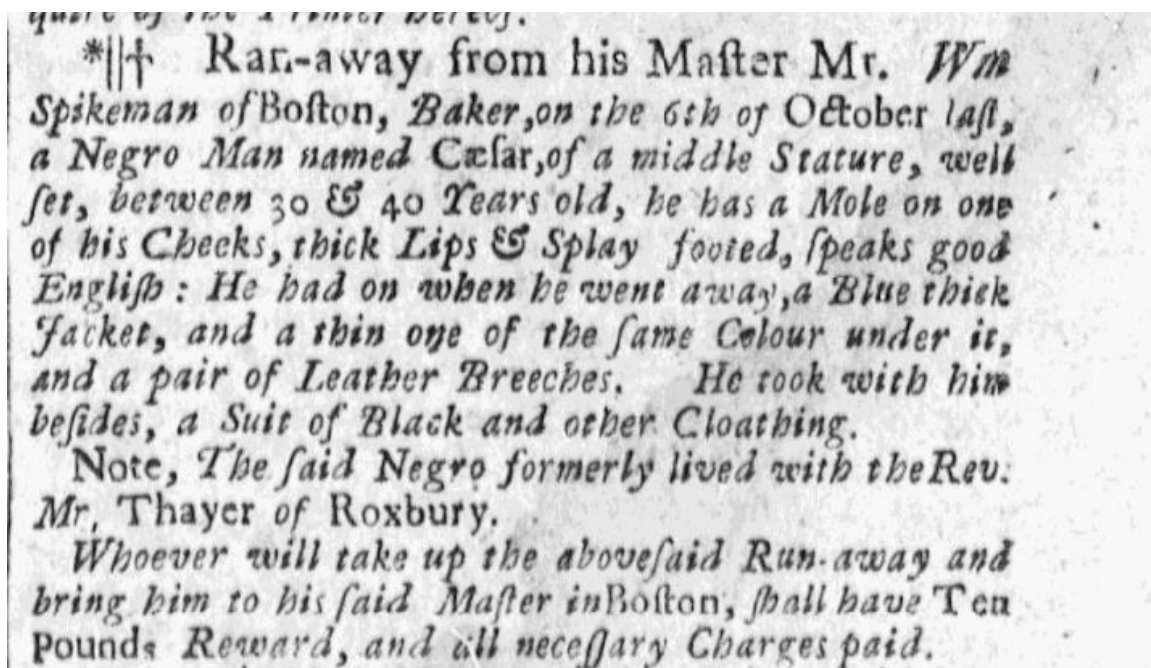 quire of the Printer hereof.
*||† Ran-away from his Maſter Mr. Wm
Spikeman of Boſton, Baker, on the 6th of October laſt,
a Negro Man named Cæſar, of a middle Stature, well
ſet, between 30 & 40 Years old, he has a Mole on one
of his Cheeks, thick Lips & Splay footed, ſpeaks good
Engliſh : He had on when he went away, a Blue thick
Jacket, and a thin one of the ſame Colour under it,
and a pair of Leather Breeches. He took with him
beſides, a Suit of Black and other Cloathing.
Note, The ſaid Negro formerly lived with the Rev.
Mr. Thayer of Roxbury.
Whoever will take up the aboveſaid Run-away and
bring him to his ſaid Maſter in Boſton, ſhall have Ten
Pounds Reward, and all neceſſary Charges paid.